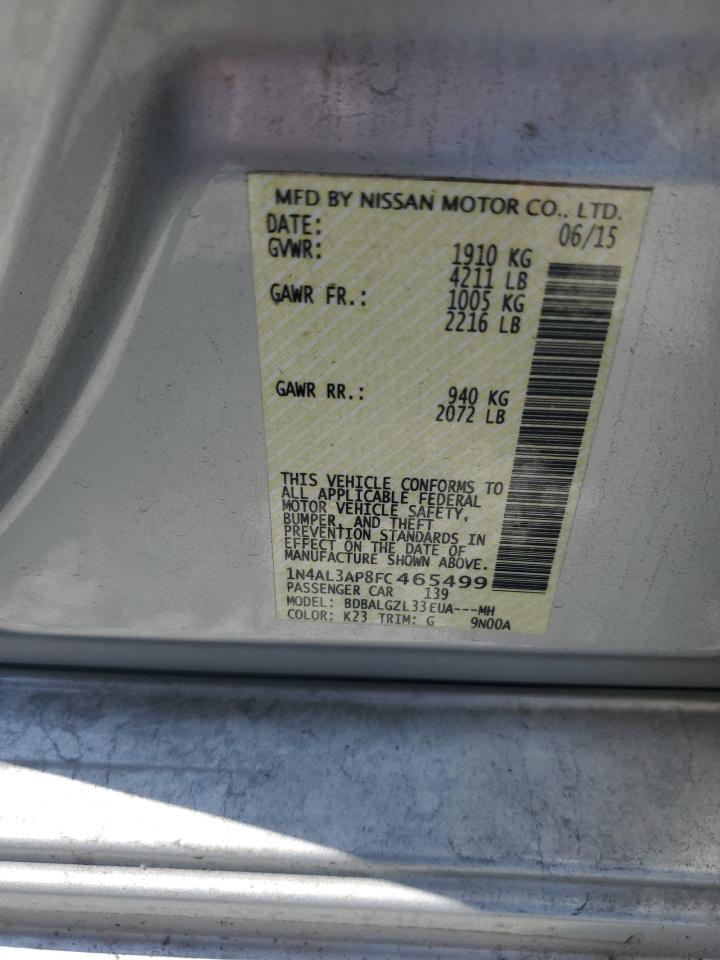 MFD BY NISSAN MOTOR CO., LTD.
DATE: 06/15
GVWR: 1910 KG
4211 LB
GAWR FR.: 1005 KG
2216 LB
GAWR RR.: 940 KG
2072 LB
THIS VEHICLE CONFORMS TO
ALL APPLICABLE FEDERAL
MOTOR VEHICLE SAFETY,
BUMPER, AND THEFT
PREVENTION STANDARDS IN
EFFECT ON THE DATE OF
MANUFACTURE SHOWN ABOVE.
1N4AL3AP8FC465499
PASSENGER CAR 139
MODEL: BDBALGZL33EUA---MH
COLOR: K23 TRIM: G 9N00A